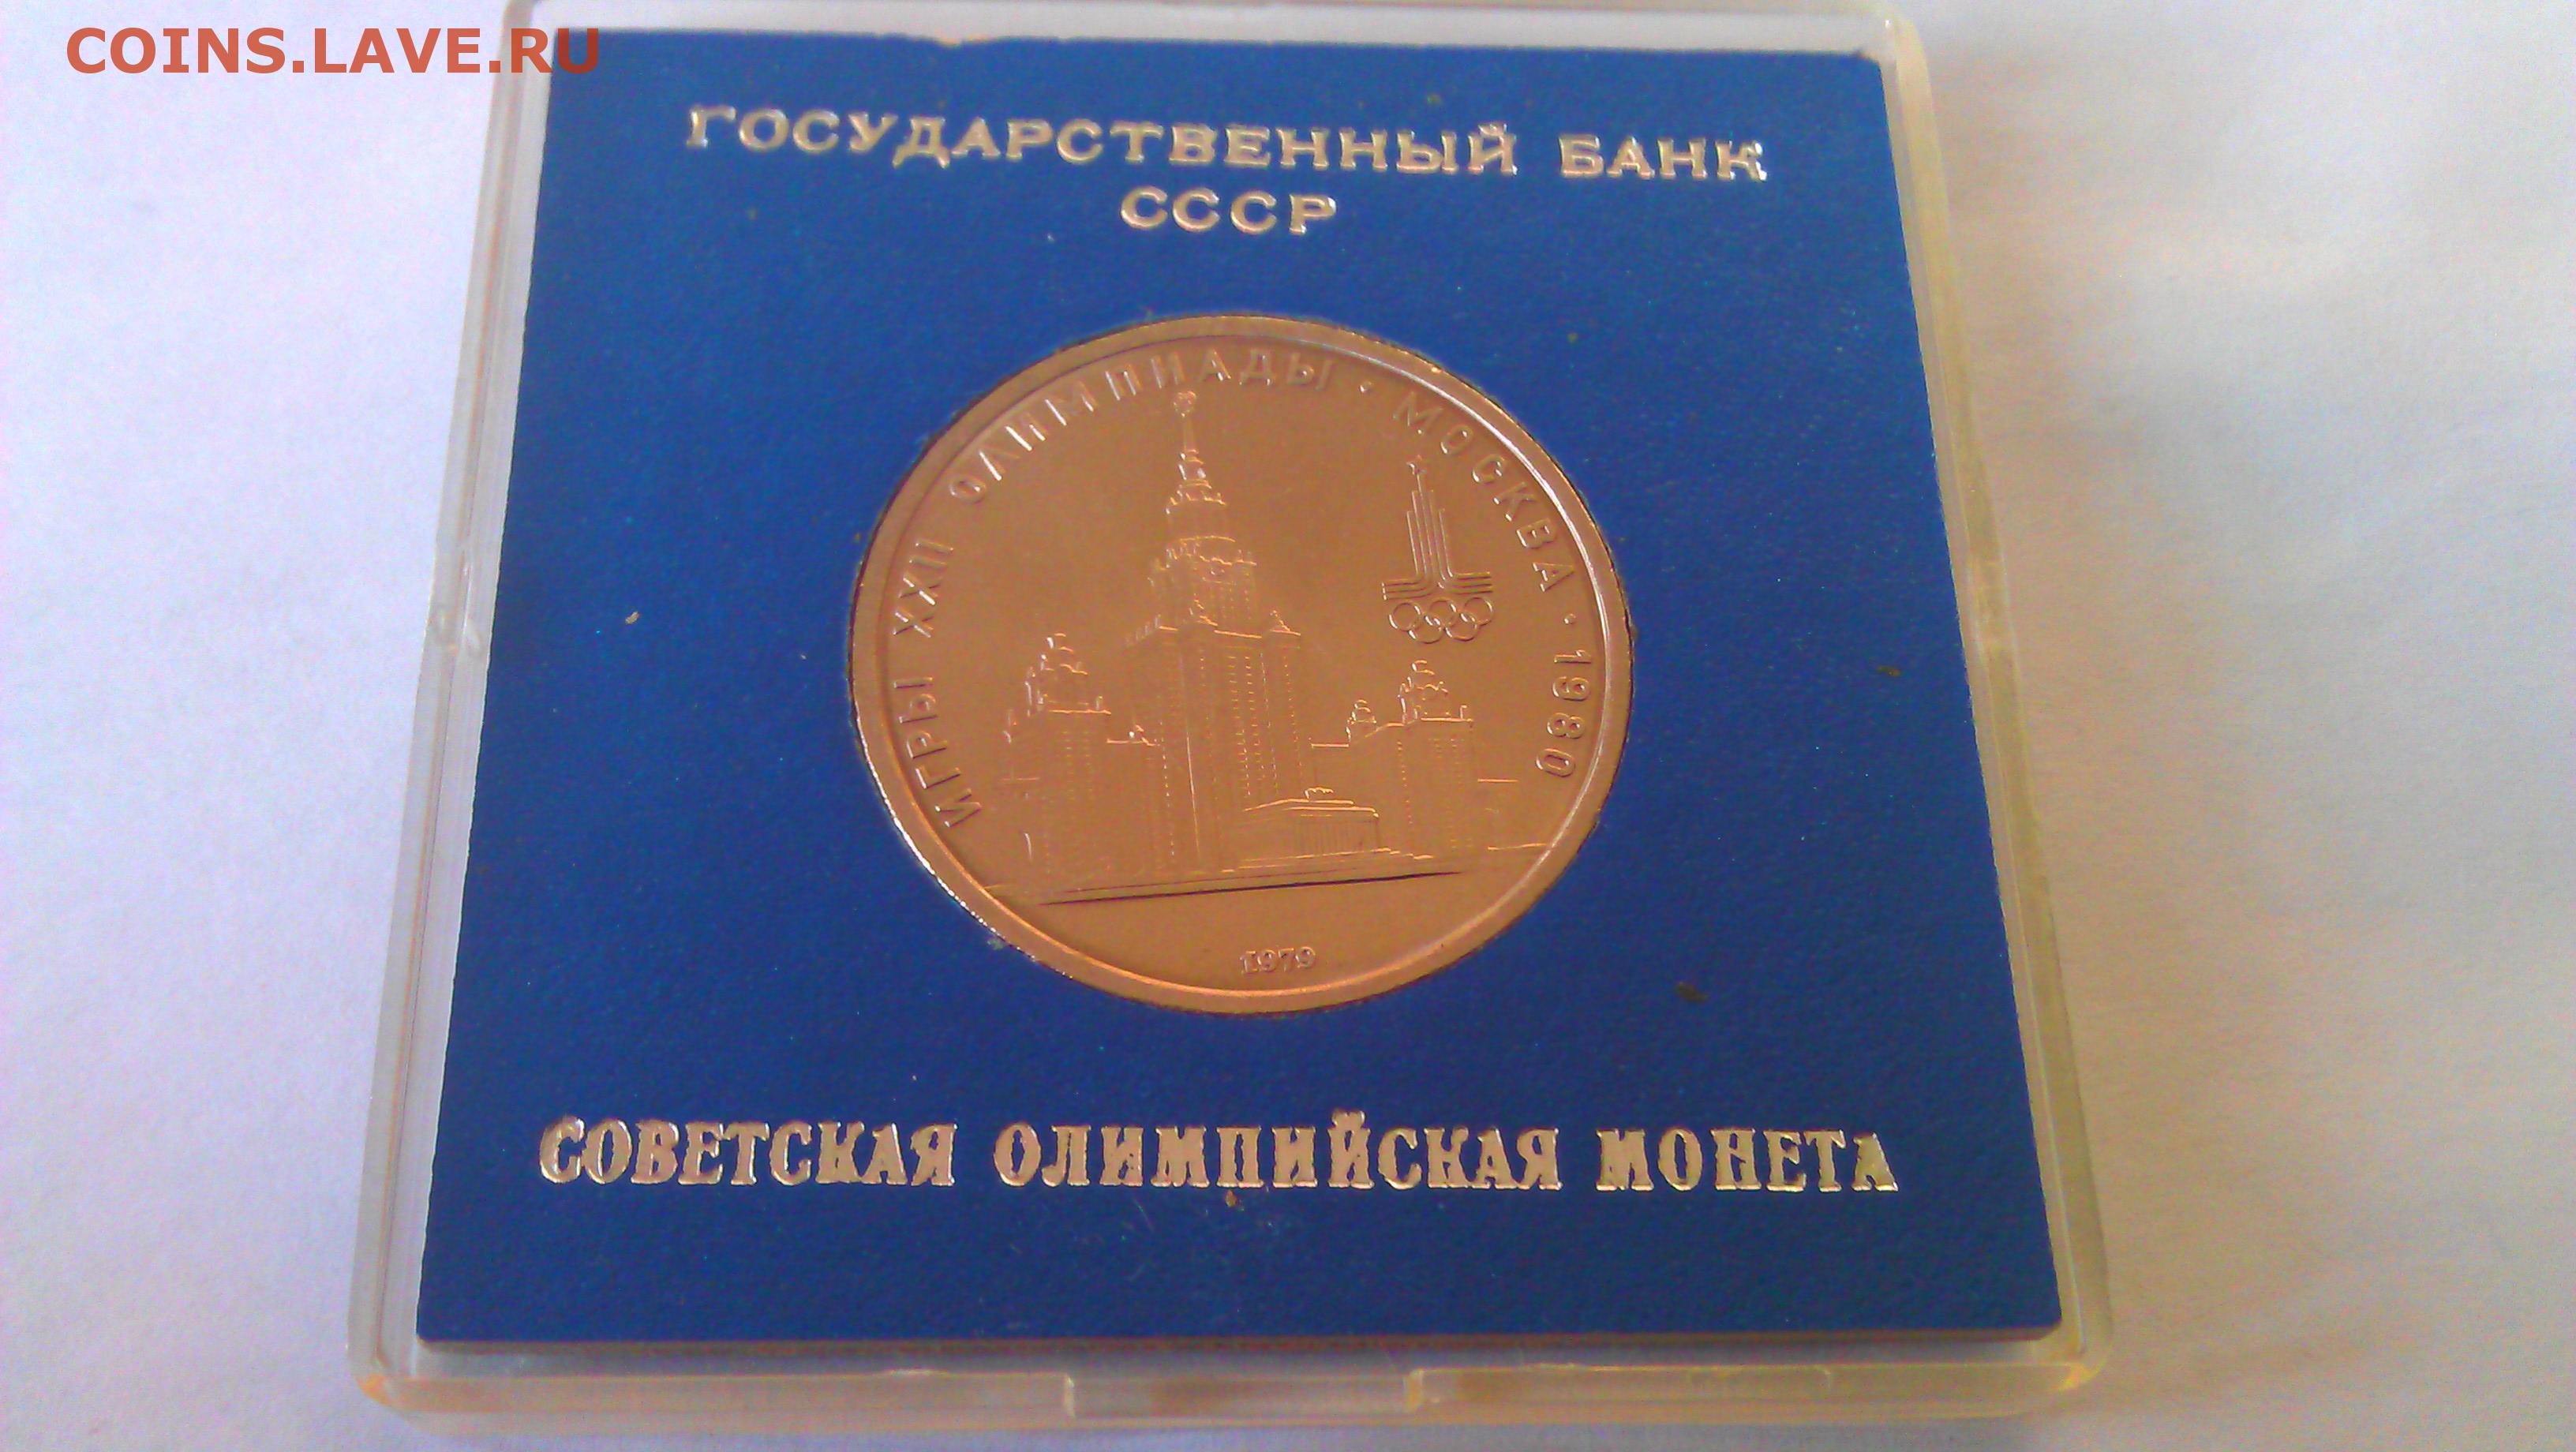 COINS.LAVE.RU
ГОСУДАРСТВЕННЫЙ БАНК
СССР
ИГРЫ XXII ОЛИМПИАДЫ · МОСКВА · 1980
1979
СОВЕТСКАЯ ОЛИМПИЙСКАЯ МОНЕТА